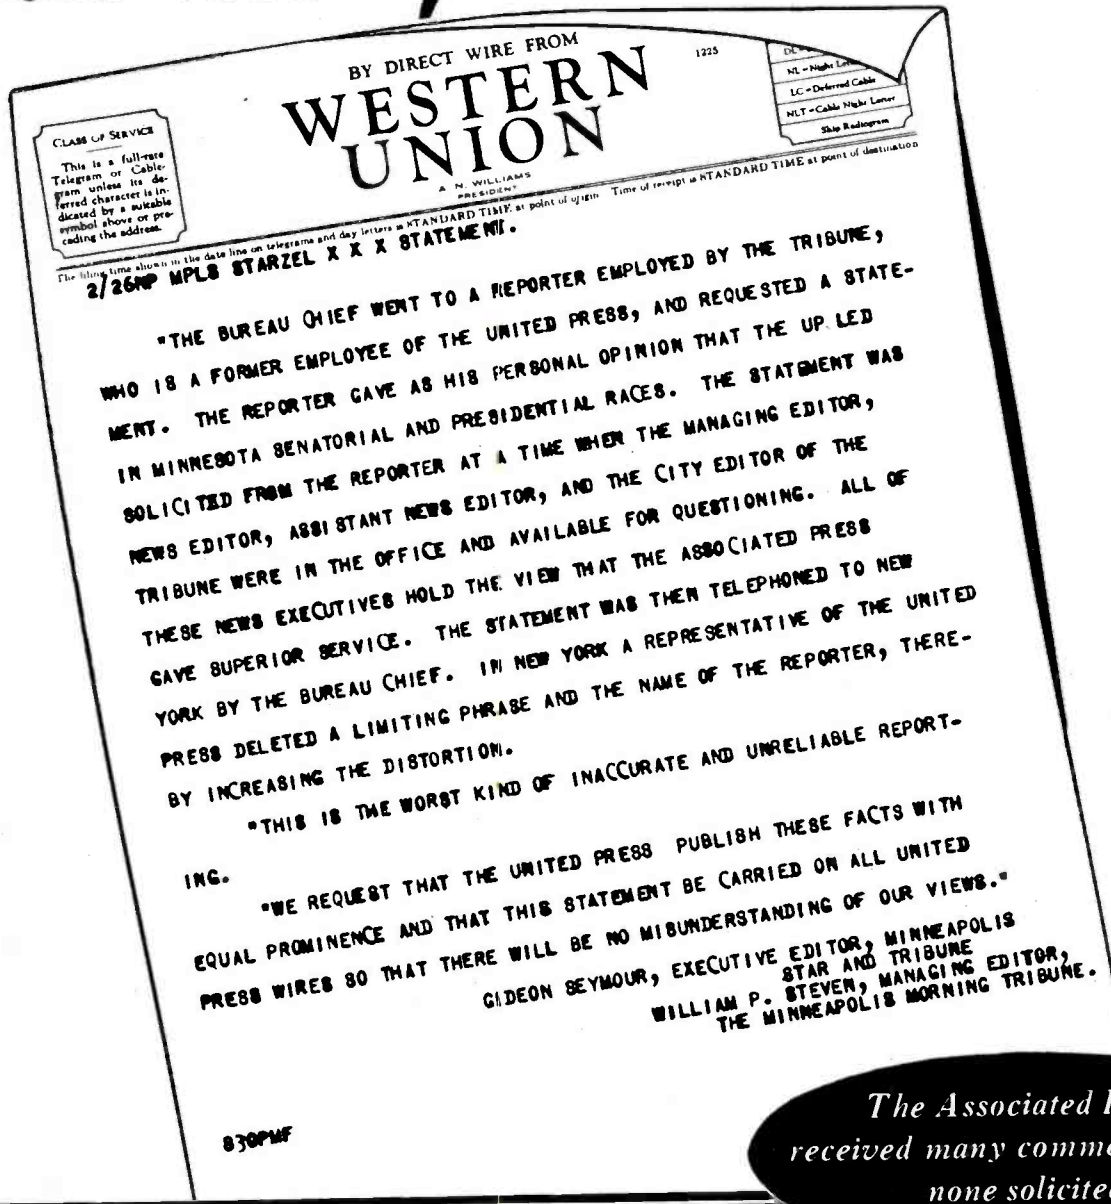 BY DIRECT WIRE FROM
WESTERN
UNION
1225
A. N. WILLIAMS
PRESIDENT
CLASS OF SERVICE
This is a full-rate
Telegram or Cable-
gram unless its de-
ferred character is in-
dicated by a suitable
symbol above or pre-
ceding the address.
NL = Night
LC = Deferred Cable
NLT = Cable Night Letter
Ship Radiogram
The filing time shown in the date line on telegrams and day letters is STANDARD TIME at point of origin Time of receipt is STANDARD TIME at point of destination
2/26NP MPLS STARZEL X X X STATEMENT.
"THE BUREAU CHIEF WENT TO A REPORTER EMPLOYED BY THE TRIBUNE,
WHO IS A FORMER EMPLOYEE OF THE UNITED PRESS, AND REQUESTED A STATE-
MENT. THE REPORTER GAVE AS HIS PERSONAL OPINION THAT THE UP LED
IN MINNESOTA SENATORIAL AND PRESIDENTIAL RACES. THE STATEMENT WAS
SOLICITED FROM THE REPORTER AT A TIME WHEN THE MANAGING EDITOR,
NEWS EDITOR, ASSISTANT NEWS EDITOR, AND THE CITY EDITOR OF THE
TRIBUNE WERE IN THE OFFICE AND AVAILABLE FOR QUESTIONING. ALL OF
THESE NEWS EXECUTIVES HOLD THE VIEW THAT THE ASSOCIATED PRESS
GAVE SUPERIOR SERVICE. THE STATEMENT WAS THEN TELEPHONED TO NEW
YORK BY THE BUREAU CHIEF. IN NEW YORK A REPRESENTATIVE OF THE UNITED
PRESS DELETED A LIMITING PHRASE AND THE NAME OF THE REPORTER, THERE-
BY INCREASING THE DISTORTION.
"THIS IS THE WORST KIND OF INACCURATE AND UNRELIABLE REPORT-
ING.
"WE REQUEST THAT THE UNITED PRESS PUBLISH THESE FACTS WITH
EQUAL PROMINENCE AND THAT THIS STATEMENT BE CARRIED ON ALL UNITED
PRESS WIRES SO THAT THERE WILL BE NO MISUNDERSTANDING OF OUR VIEWS."
GIDEON SEYMOUR, EXECUTIVE EDITOR, MINNEAPOLIS
STAR AND TRIBUNE
WILLIAM P. STEVEN, MANAGING EDITOR,
THE MINNEAPOLIS MORNING TRIBUNE.
830PMF
The Associated
received many
none